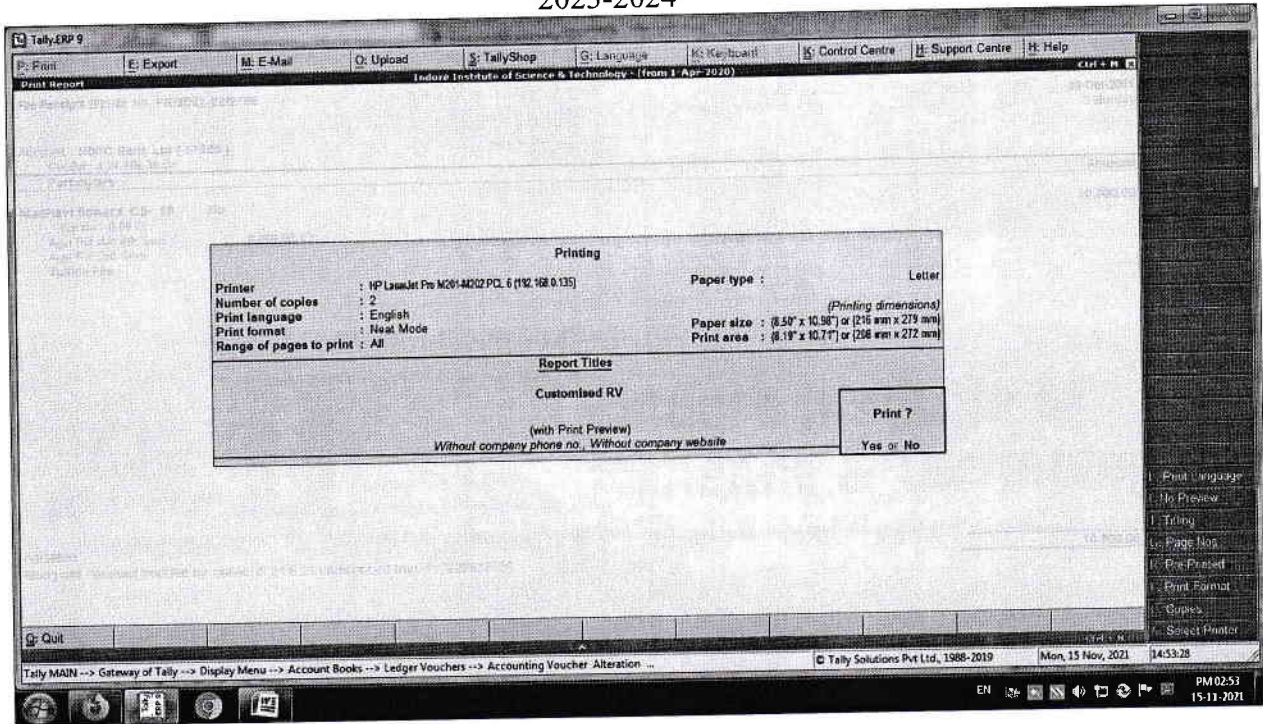 2023-2024
Tally.ERP 9
P: Print E: Export M: E-Mail O: Upload S: TallyShop G: Language K: Keyboard K: Control Centre H: Support Centre H: Help
Print Report Indore Institute of Science & Technology - (from 1-Apr-2020) Ctrl + M
Printing
Printer : HP LaserJet Pro M201-M202 PCL 6 (192.168.0.135) Paper type : Letter
Number of copies : 2
Print language : English (Printing dimensions)
Print format : Neat Mode Paper size : (8.50" x 10.98") or (216 mm x 279 mm)
Range of pages to print : All Print area : (8.19" x 10.71") or (208 mm x 272 mm)
Report Titles
Customised RV
(with Print Preview)
Without company phone no., Without company website
Print ?
Yes or No
Print Language
No Preview
Titling
Page Nos
Pre-Printed
Print Format
Copies
Select Printer
Q: Quit Ctrl + N
Tally MAIN --> Gateway of Tally --> Display Menu --> Account Books --> Ledger Vouchers --> Accounting Voucher Alteration ... © Tally Solutions Pvt Ltd., 1988-2019 Mon, 15 Nov, 2021 14:53:28
EN PM 02:53
15-11-2021